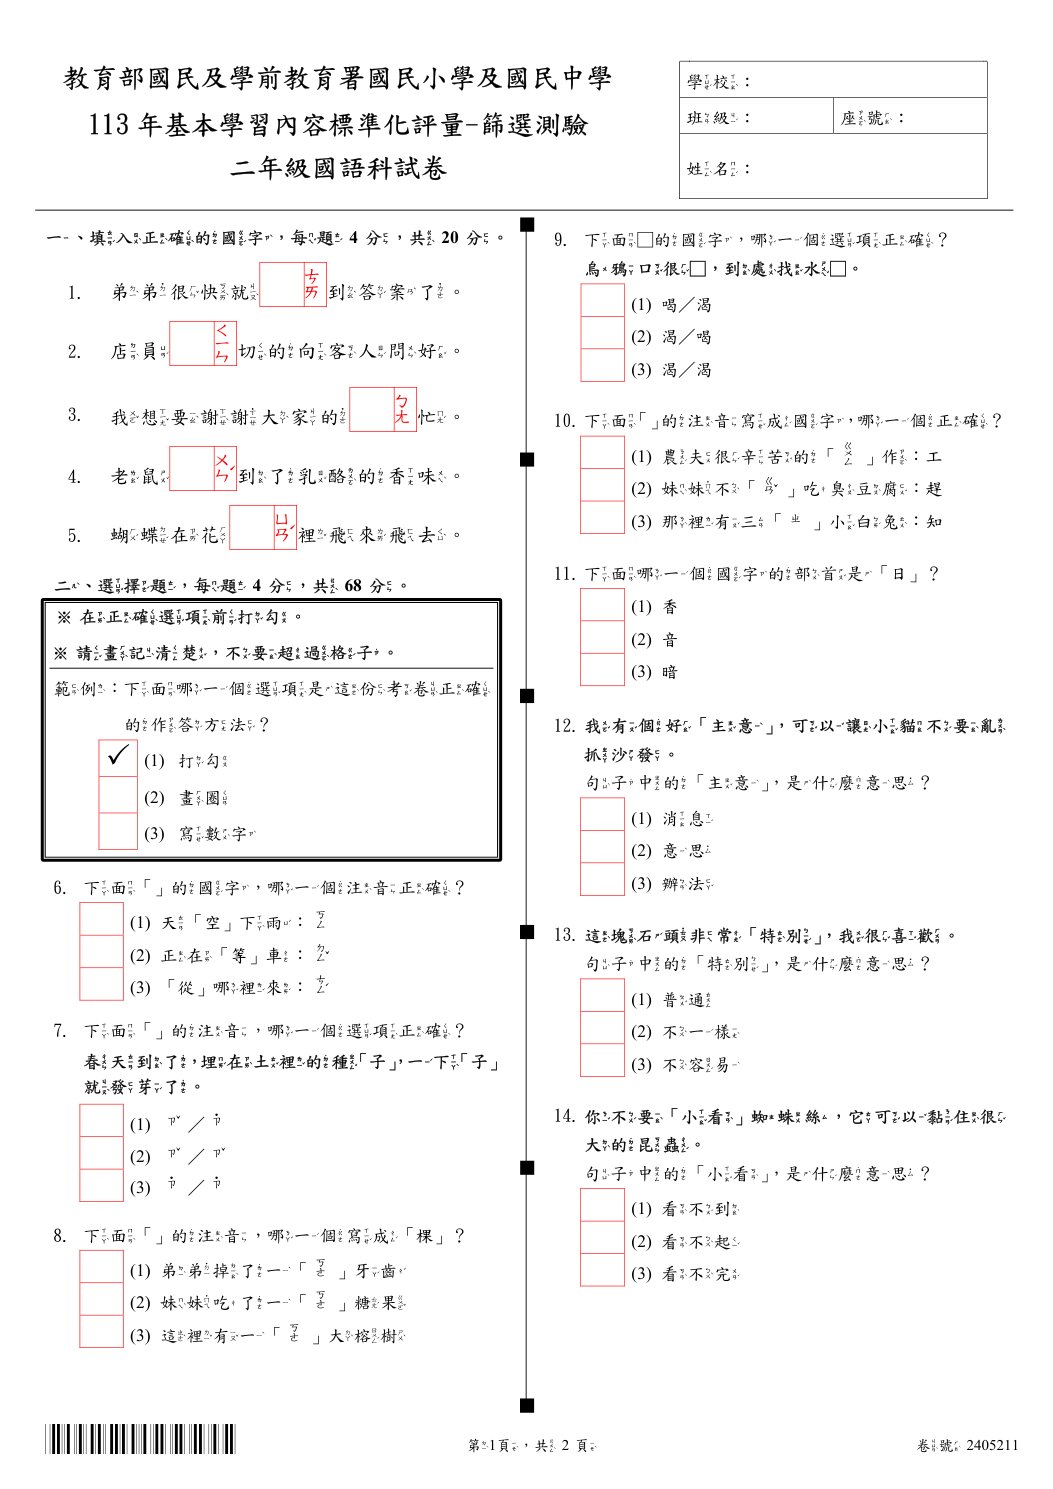 教育部國民及學前教育署國民小學及國民中學
113 年基本學習內容標準化評量-篩選測驗
二年級國語科試卷
學校：
班級：
座號：
姓名：
一、填入正確的國字，每題 4 分，共 20 分。
1. 弟弟很快就 ㄘㄞ 到答案了。
2. 店員 ㄑㄧㄣ 切的向客人問好。
3. 我想要謝謝大家的 ㄅㄤ 忙。
4. 老鼠 ㄨㄣˊ 到了乳酪的香味。
5. 蝴蝶在花 ㄩㄢˊ 裡飛來飛去。
二、選擇題，每題 4 分，共 68 分。
※ 在正確選項前打勾。
※ 請畫記清楚，不要超過格子。
範例：下面哪一個選項是這份考卷正確
的作答方法？
✓ (1) 打勾
(2) 畫圈
(3) 寫數字
6. 下面「」的國字，哪一個注音正確？
(1) 天「空」下雨：ㄎㄥ
(2) 正在「等」車：ㄉㄥˇ
(3) 「從」哪裡來：ㄘㄥˊ
7. 下面「」的注音，哪一個選項正確？
春天到了，埋在土裡的種「子」，一下「子」
就發芽了。
(1) ㄗˇ／˙ㄗ
(2) ㄗˇ／ㄗˇ
(3) ˙ㄗ／˙ㄗ
8. 下面「」的注音，哪一個寫成「棵」？
(1) 弟弟掉了一「ㄎㄜ」牙齒
(2) 妹妹吃了一「ㄎㄜ」糖果
(3) 這裡有一「ㄎㄜ」大榕樹
9. 下面□的國字，哪一個選項正確？
烏鴉口很□，到處找水□。
(1) 喝／渴
(2) 渴／喝
(3) 渴／渴
10. 下面「」的注音寫成國字，哪一個正確？
(1) 農夫很辛苦的「ㄍㄨㄥ」作：工
(2) 妹妹不「ㄍㄢˇ」吃臭豆腐：趕
(3) 那裡有三「ㄓ」小白兔：知
11. 下面哪一個國字的部首是「日」？
(1) 香
(2) 音
(3) 暗
12. 我有個好「主意」，可以讓小貓不要亂
抓沙發。
句子中的「主意」，是什麼意思？
(1) 消息
(2) 意思
(3) 辦法
13. 這塊石頭非常「特別」，我很喜歡。
句子中的「特別」，是什麼意思？
(1) 普通
(2) 不一樣
(3) 不容易
14. 你不要「小看」蜘蛛絲，它可以黏住很
大的昆蟲。
句子中的「小看」，是什麼意思？
(1) 看不到
(2) 看不起
(3) 看不完
第1頁，共 2 頁
卷號 2405211